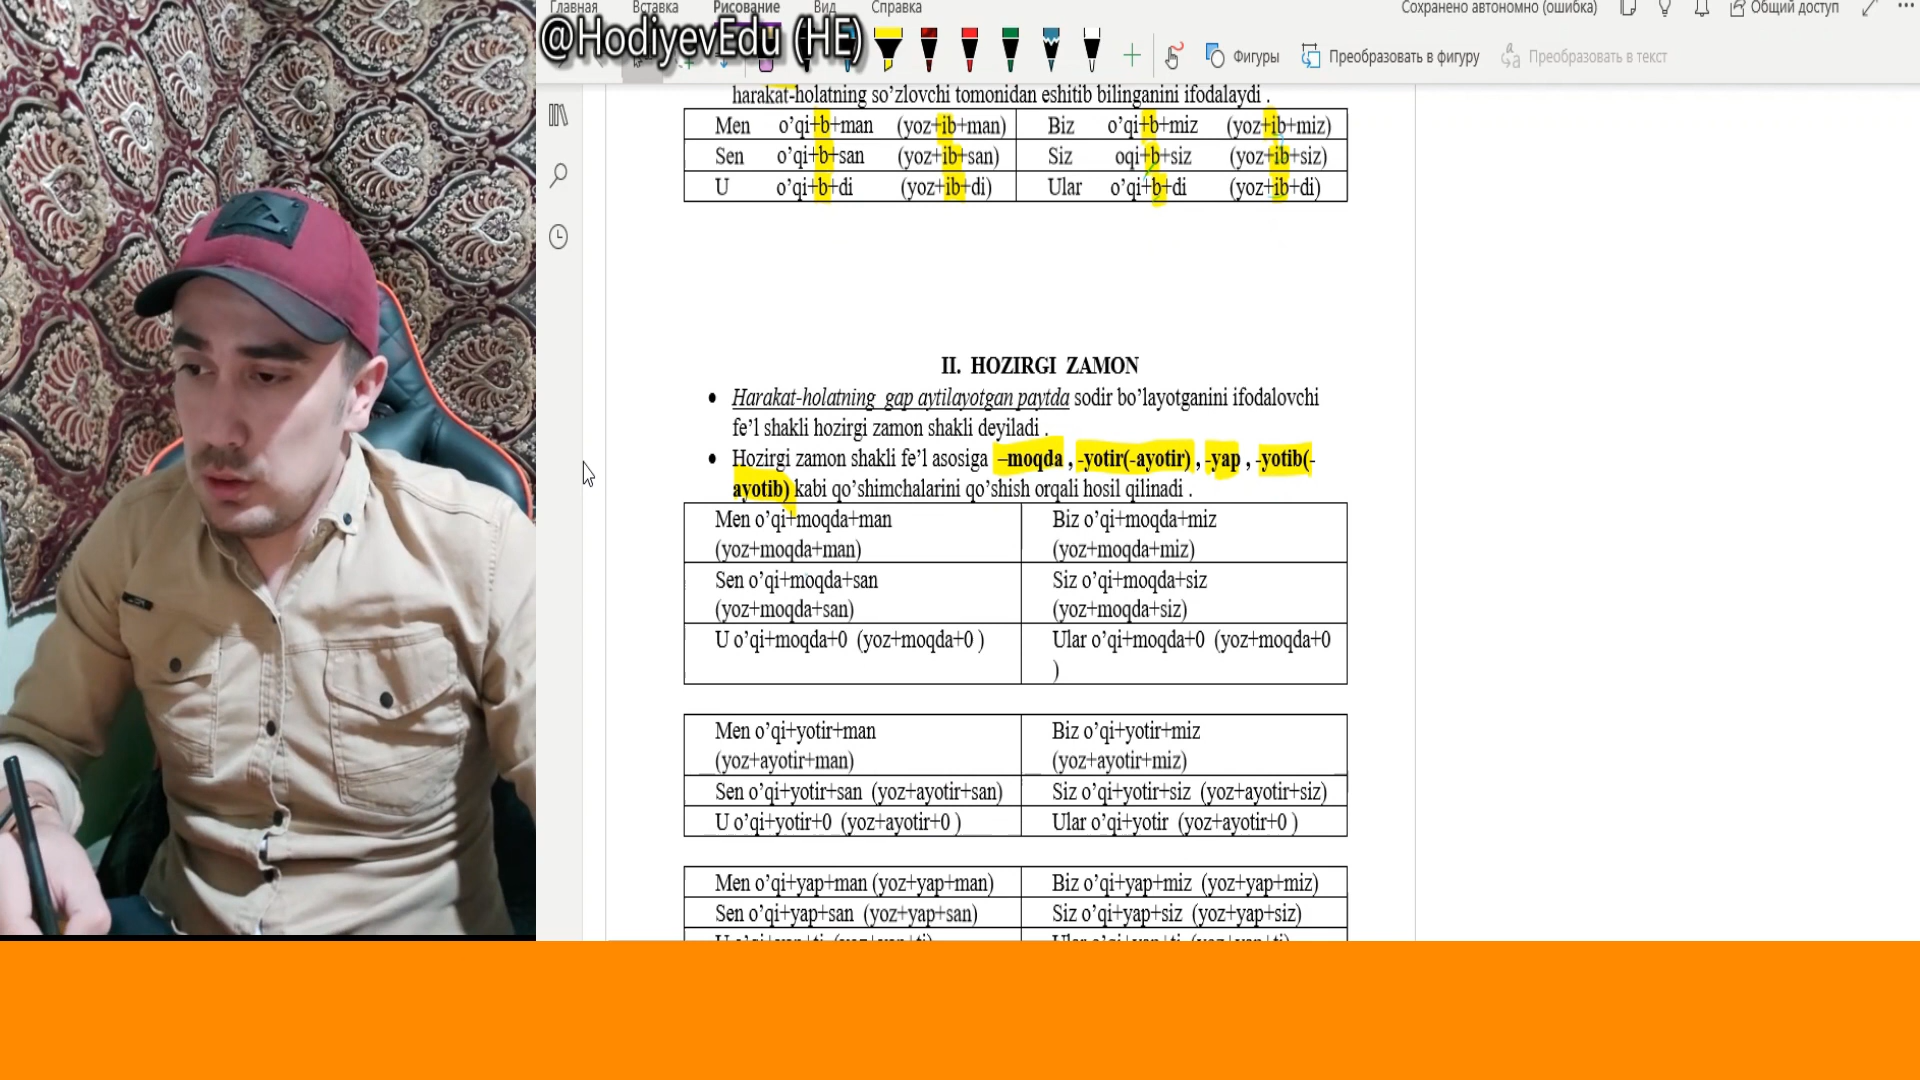 Главная Вставка Рисование Вид Справка Сохранено автономно (ошибка) Общий доступ
@HodiyevEdu (HE)
Фигуры Преобразовать в фигуру Преобразовать в текст
harakat-holatning so’zlovchi tomonidan eshitib bilinganini ifodalaydi .
Men o’qi+b+man (yoz+ib+man) Biz o’qi+b+miz (yoz+ib+miz)
Sen o’qi+b+san (yoz+ib+san) Siz oqi+b+siz (yoz+ib+siz)
U o’qi+b+di (yoz+ib+di) Ular o’qi+b+di (yoz+ib+di)
II. HOZIRGI ZAMON
• Harakat-holatning gap aytilayotgan paytda sodir bo’layotganini ifodalovchi
fe’l shakli hozirgi zamon shakli deyiladi .
• Hozirgi zamon shakli fe’l asosiga –moqda , -yotir(-ayotir) , -yap , -yotib(-
ayotib) kabi qo’shimchalarini qo’shish orqali hosil qilinadi .
Men o’qi+moqda+man Biz o’qi+moqda+miz
(yoz+moqda+man) (yoz+moqda+miz)
Sen o’qi+moqda+san Siz o’qi+moqda+siz
(yoz+moqda+san) (yoz+moqda+siz)
U o’qi+moqda+0 (yoz+moqda+0 ) Ular o’qi+moqda+0 (yoz+moqda+0
)
Men o’qi+yotir+man Biz o’qi+yotir+miz
(yoz+ayotir+man) (yoz+ayotir+miz)
Sen o’qi+yotir+san (yoz+ayotir+san) Siz o’qi+yotir+siz (yoz+ayotir+siz)
U o’qi+yotir+0 (yoz+ayotir+0 ) Ular o’qi+yotir (yoz+ayotir+0 )
Men o’qi+yap+man (yoz+yap+man) Biz o’qi+yap+miz (yoz+yap+miz)
Sen o’qi+yap+san (yoz+yap+san) Siz o’qi+yap+siz (yoz+yap+siz)